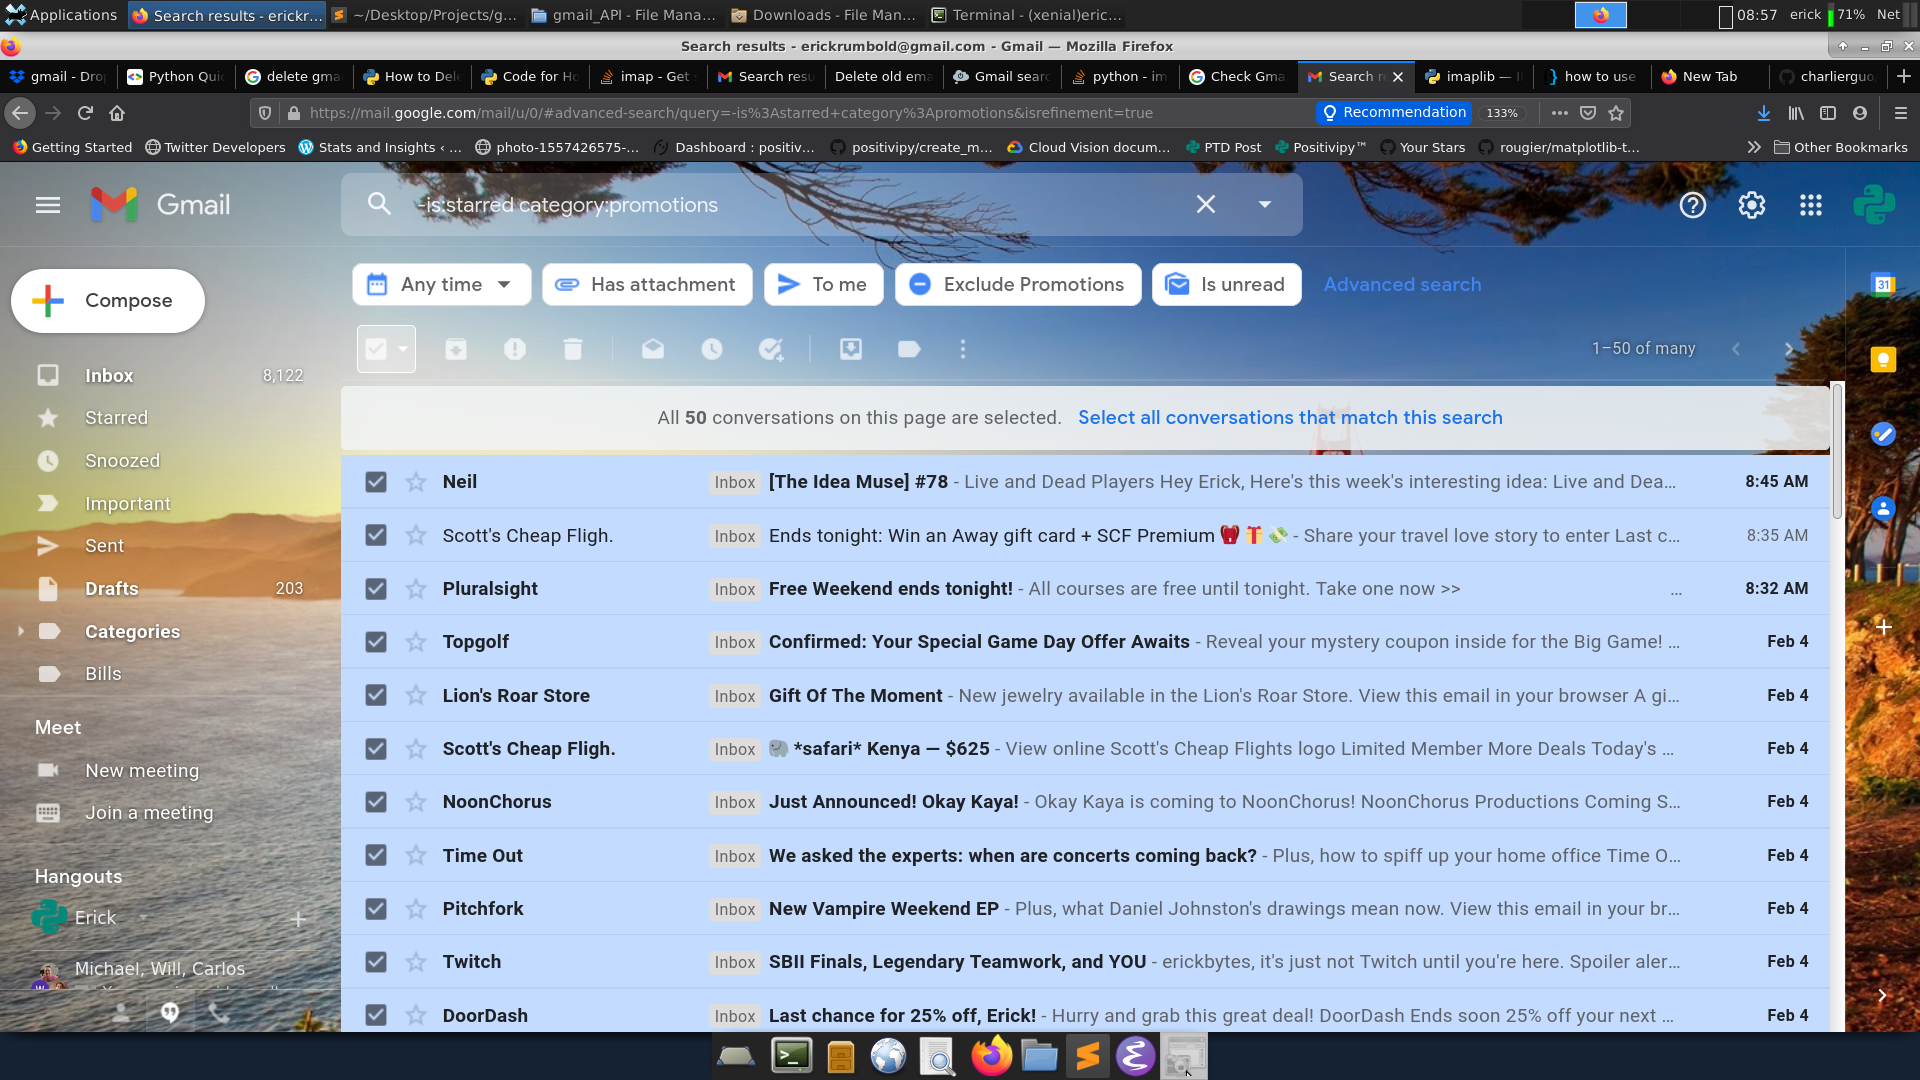 Applications
Search results - erickr...
~/Desktop/Projects/g...
gmail_API - File Mana...
Downloads - File Man...
Terminal - (xenial)eric...
08:57
erick
71%
Net
Search results - erickrumbold@gmail.com - Gmail — Mozilla Firefox
gmail - Dro
Python Quic
delete gma
How to Del
Code for Ho
imap - Get
Search resu
Delete old ema
Gmail searc
python - im
Check Gma
Search r
imaplib — I
how to use
New Tab
charlierguo
https://mail.google.com/mail/u/0/#advanced-search/query=-is%3Astarred+category%3Apromotions&isrefinement=true
Recommendation
133%
Getting Started
Twitter Developers
Stats and Insights ‹ ...
photo-1557426575-...
Dashboard : positiv...
positivipy/create_m...
Cloud Vision docum...
PTD Post
Positivipy™
Your Stars
rougier/matplotlib-t...
Other Bookmarks
Gmail
-is:starred category:promotions
Compose
Any time
Has attachment
To me
Exclude Promotions
Is unread
Advanced search
1–50 of many
Inbox 8,122
Starred
Snoozed
Important
Sent
Drafts 203
Categories
Bills
Meet
New meeting
Join a meeting
Hangouts
Erick
Michael, Will, Carlos
All 50 conversations on this page are selected. Select all conversations that match this search
Neil Inbox [The Idea Muse] #78 - Live and Dead Players Hey Erick, Here's this week's interesting idea: Live and Dea... 8:45 AM
Scott's Cheap Fligh. Inbox Ends tonight: Win an Away gift card + SCF Premium 🎒🎁💸 - Share your travel love story to enter Last c... 8:35 AM
Pluralsight Inbox Free Weekend ends tonight! - All courses are free until tonight. Take one now >> ... 8:32 AM
Topgolf Inbox Confirmed: Your Special Game Day Offer Awaits - Reveal your mystery coupon inside for the Big Game! ... Feb 4
Lion's Roar Store Inbox Gift Of The Moment - New jewelry available in the Lion's Roar Store. View this email in your browser A gi... Feb 4
Scott's Cheap Fligh. Inbox 🐘 *safari* Kenya — $625 - View online Scott's Cheap Flights logo Limited Member More Deals Today's ... Feb 4
NoonChorus Inbox Just Announced! Okay Kaya! - Okay Kaya is coming to NoonChorus! NoonChorus Productions Coming S... Feb 4
Time Out Inbox We asked the experts: when are concerts coming back? - Plus, how to spiff up your home office Time O... Feb 4
Pitchfork Inbox New Vampire Weekend EP - Plus, what Daniel Johnston's drawings mean now. View this email in your br... Feb 4
Twitch Inbox SBII Finals, Legendary Teamwork, and YOU - erickbytes, it's just not Twitch until you're here. Spoiler aler... Feb 4
DoorDash Inbox Last chance for 25% off, Erick! - Hurry and grab this great deal! DoorDash Ends soon 25% off your next ... Feb 4
31